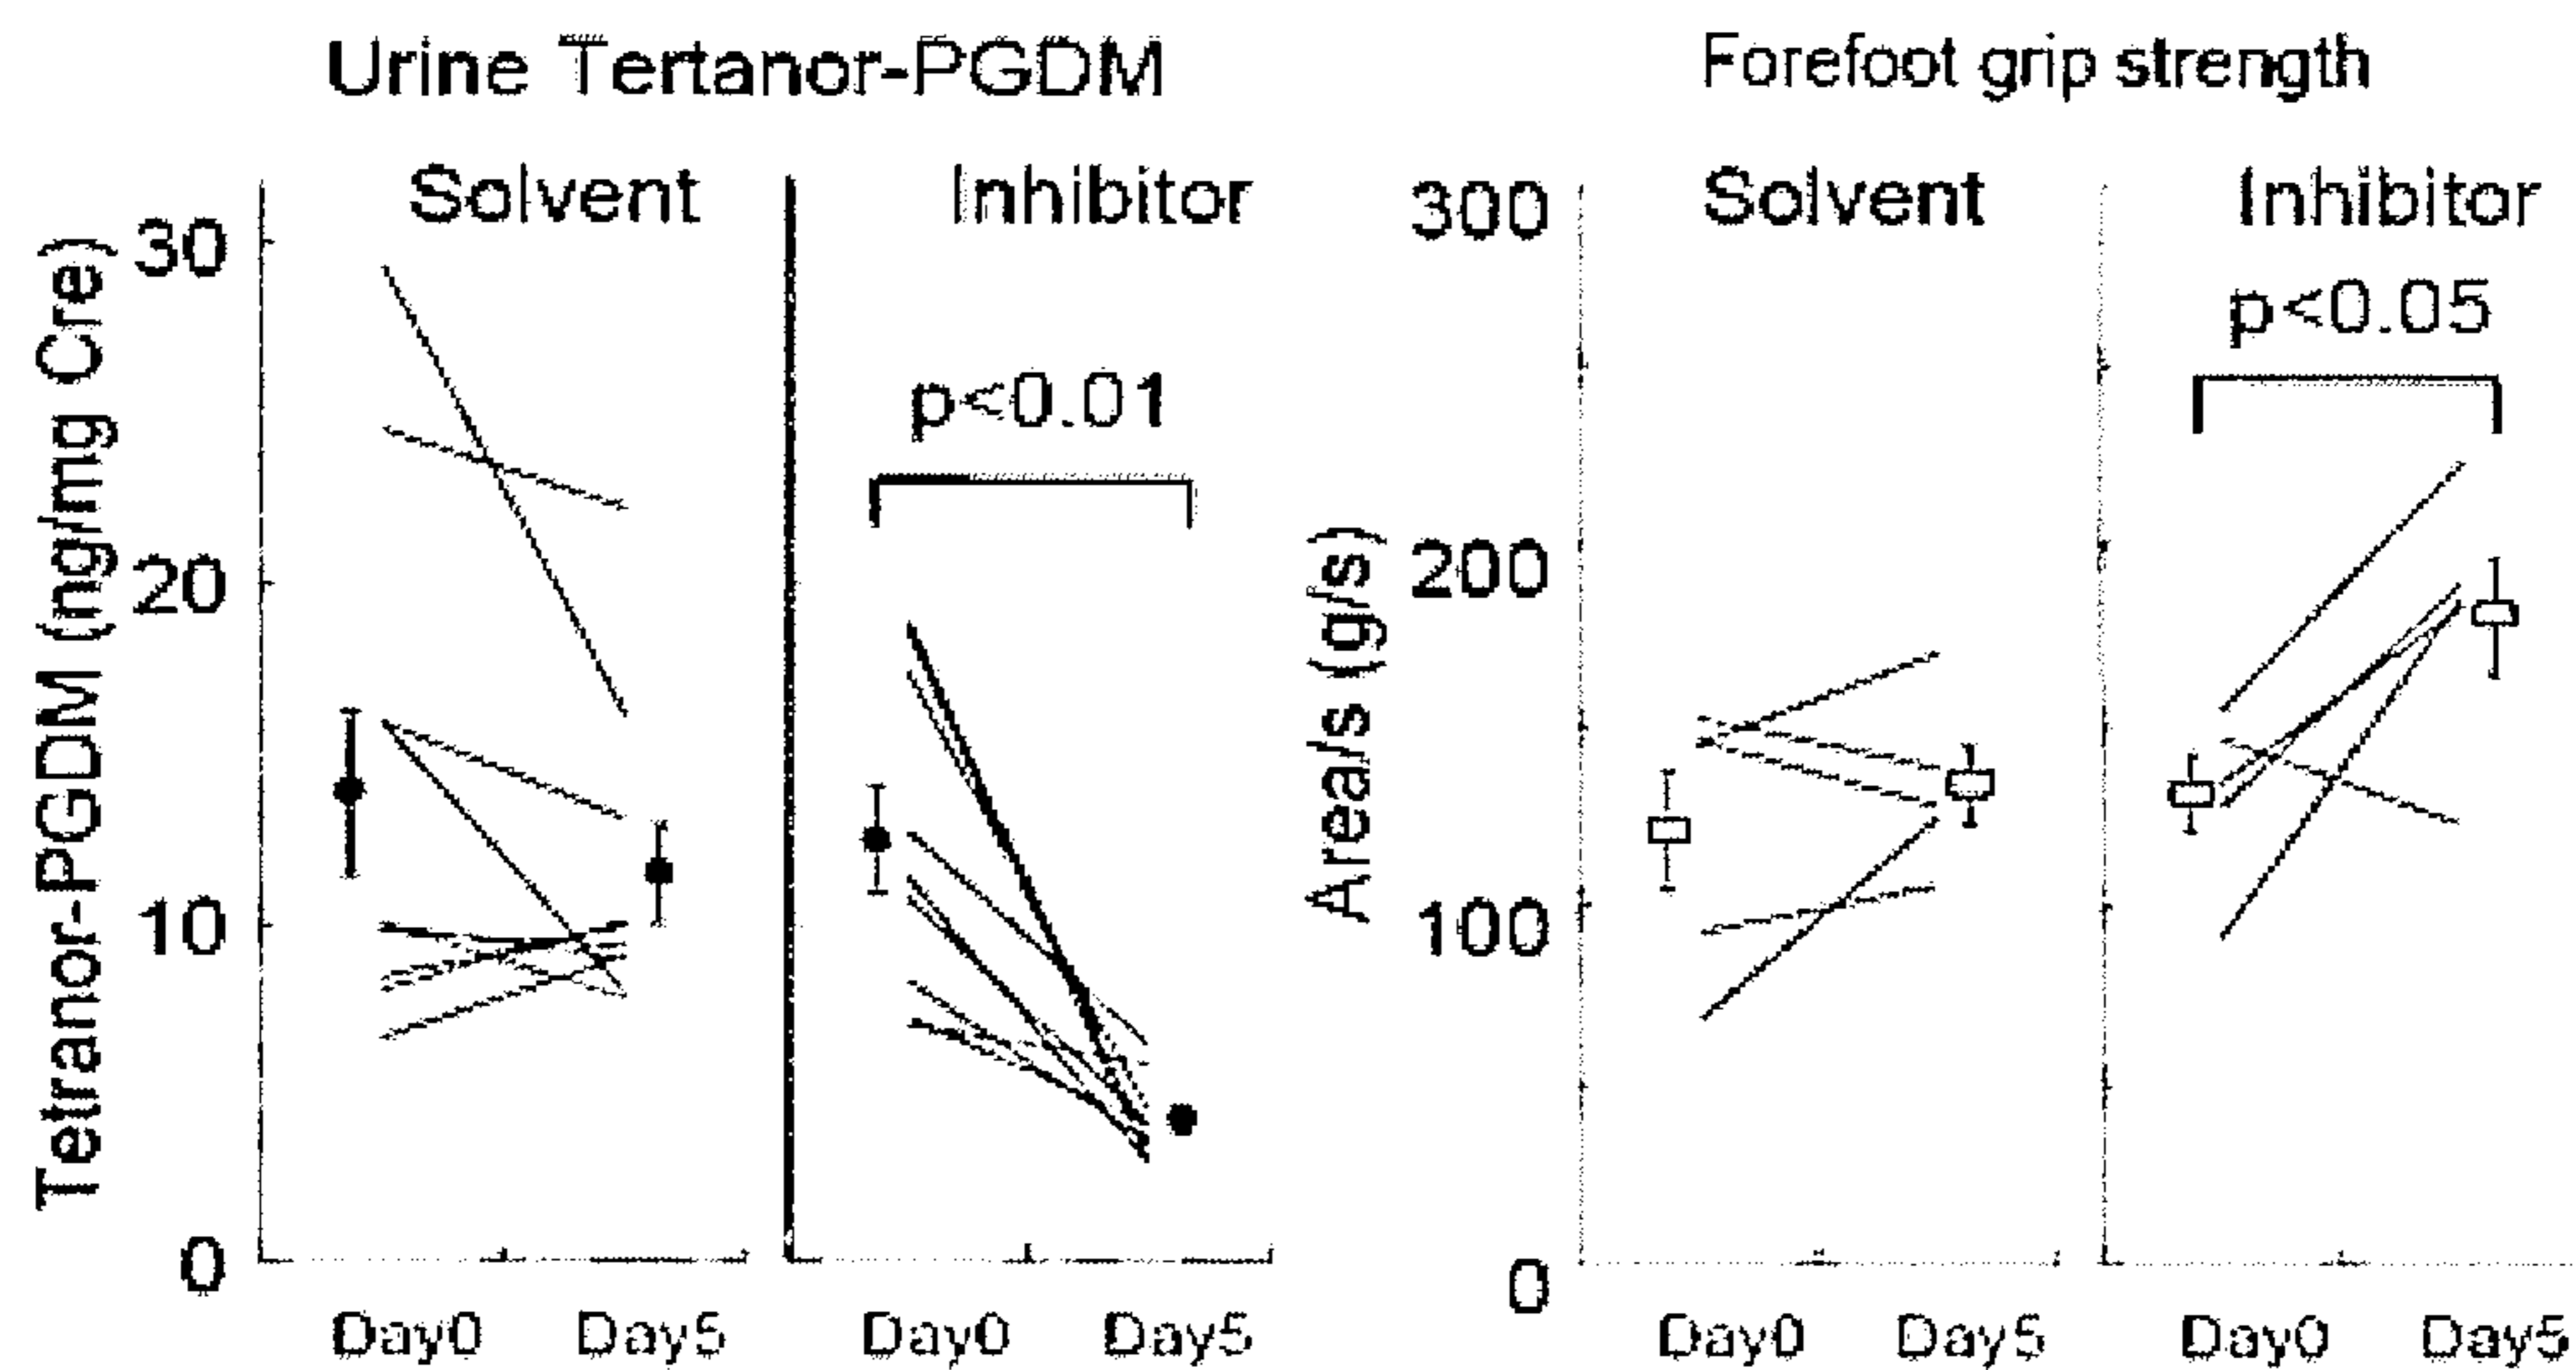 Urine Tertanor-PGDM
Solvent
Inhibitor
Tetranor-PGDM (ng/mg Cre)
30
20
10
0
p<0.01
Day0
Day5
Day0
Day5
Forefoot grip strength
Solvent
Inhibitor
Area/s (g/s)
300
200
100
0
p<0.05
Day0
Day5
Day0
Day5